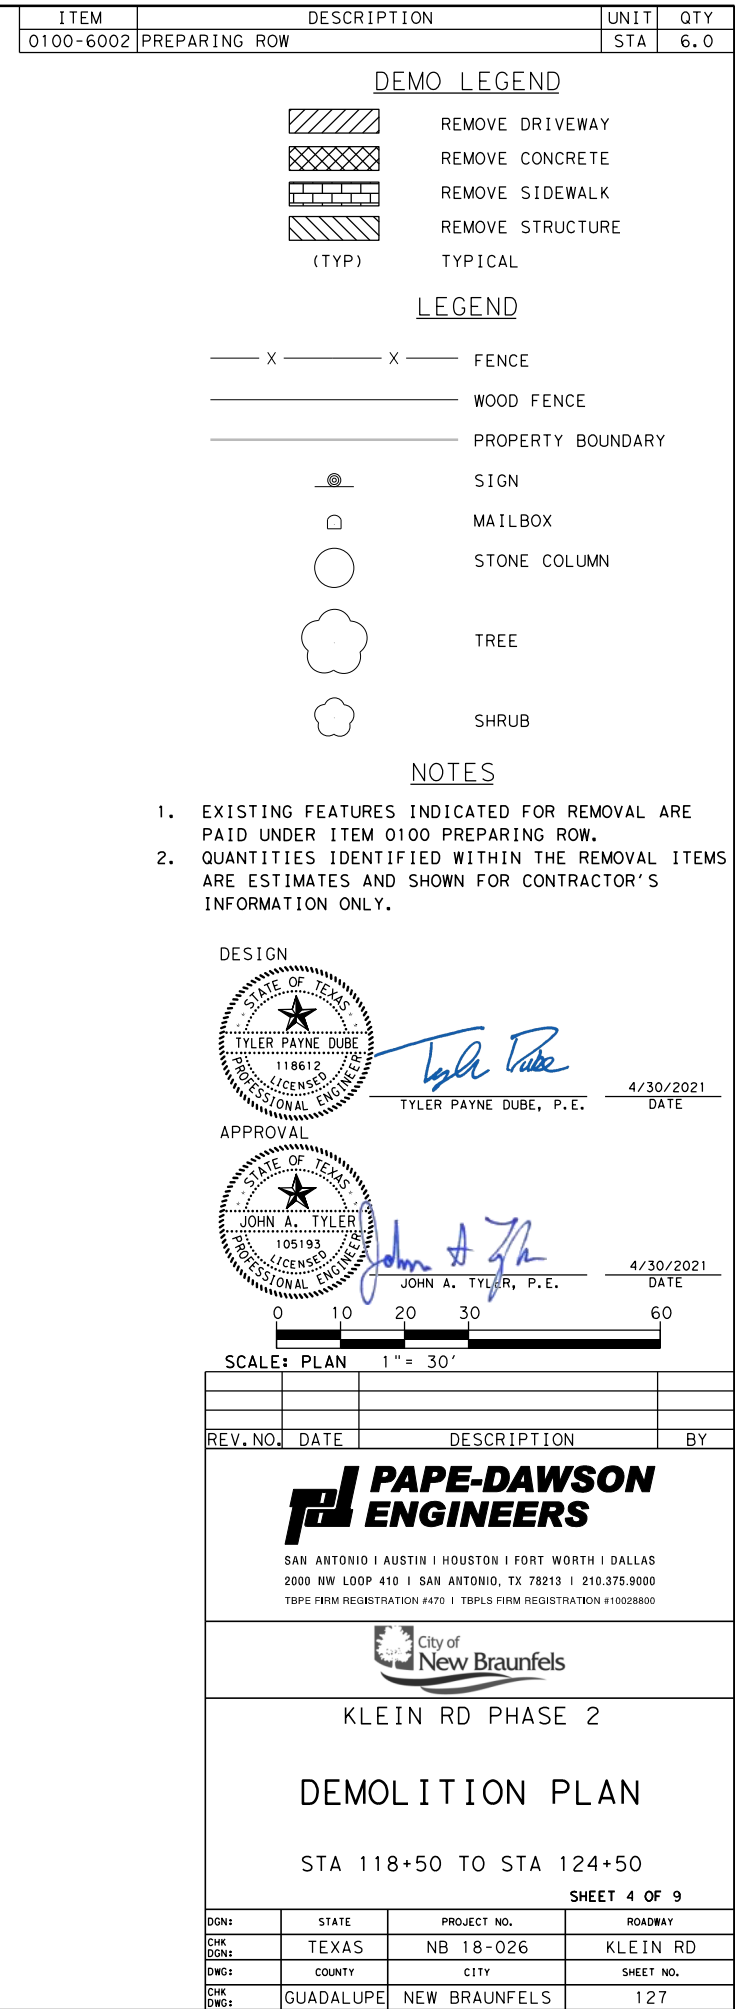 ITEM DESCRIPTION UNIT QTY
0100-6002 PREPARING ROW STA 6.0
DEMO LEGEND
REMOVE DRIVEWAY
REMOVE CONCRETE
REMOVE SIDEWALK
REMOVE STRUCTURE
(TYP) TYPICAL
LEGEND
X X FENCE
WOOD FENCE
PROPERTY BOUNDARY
SIGN
MAILBOX
STONE COLUMN
TREE
SHRUB
NOTES
1. EXISTING FEATURES INDICATED FOR REMOVAL ARE
PAID UNDER ITEM 0100 PREPARING ROW.
2. QUANTITIES IDENTIFIED WITHIN THE REMOVAL ITEMS
ARE ESTIMATES AND SHOWN FOR CONTRACTOR'S
INFORMATION ONLY.
DESIGN
STATE OF TEXAS
TYLER PAYNE DUBE
118612
LICENSED
PROFESSIONAL ENGINEER
Tyler Dube
4/30/2021
TYLER PAYNE DUBE, P.E. DATE
APPROVAL
STATE OF TEXAS
JOHN A. TYLER
105193
LICENSED
PROFESSIONAL ENGINEER
John A Tyler
4/30/2021
JOHN A. TYLER, P.E. DATE
0 10 20 30 60
SCALE: PLAN 1"= 30'
REV.NO. DATE DESCRIPTION BY
PAPE-DAWSON
ENGINEERS
SAN ANTONIO I AUSTIN I HOUSTON I FORT WORTH I DALLAS
2000 NW LOOP 410 I SAN ANTONIO, TX 78213 I 210.375.9000
TBPE FIRM REGISTRATION #470 I TBPLS FIRM REGISTRATION #10028800
City of
New Braunfels
KLEIN RD PHASE 2
DEMOLITION PLAN
STA 118+50 TO STA 124+50
SHEET 4 OF 9
DGN: STATE PROJECT NO. ROADWAY
CHK DGN: TEXAS NB 18-026 KLEIN RD
DWG: COUNTY CITY SHEET NO.
CHK DWG: GUADALUPE NEW BRAUNFELS 127